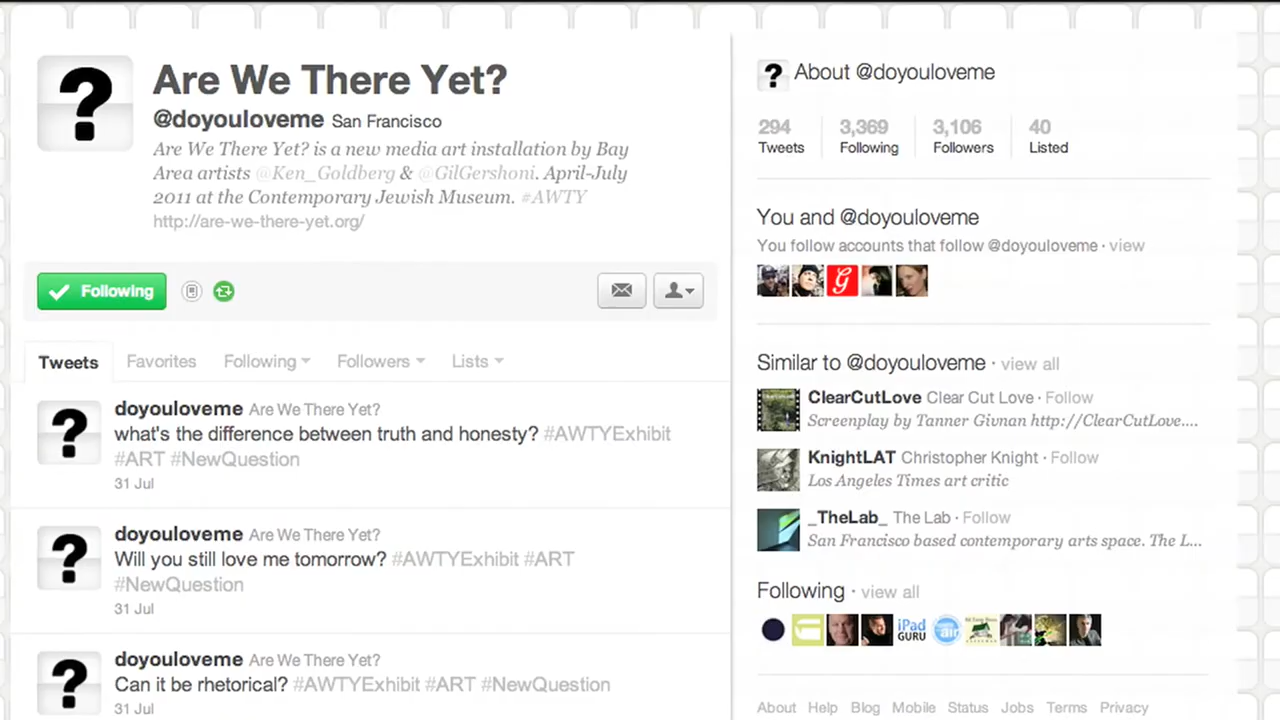 Are We There Yet?
@doyouloveme San Francisco
Are We There Yet? is a new media art installation by Bay
Area artists @Ken_Goldberg & @GilGershoni. April-July
2011 at the Contemporary Jewish Museum. #AWTY
http://are-we-there-yet.org/
Following
Tweets Favorites Following Followers Lists
doyouloveme Are We There Yet?
what's the difference between truth and honesty? #AWTYExhibit
#ART #NewQuestion
31 Jul
doyouloveme Are We There Yet?
Will you still love me tomorrow? #AWTYExhibit #ART
#NewQuestion
31 Jul
doyouloveme Are We There Yet?
Can it be rhetorical? #AWTYExhibit #ART #NewQuestion
31 Jul
About @doyouloveme
294 3,369 3,106 40
Tweets Following Followers Listed
You and @doyouloveme
You follow accounts that follow @doyouloveme · view
Similar to @doyouloveme · view all
ClearCutLove Clear Cut Love · Follow
Screenplay by Tanner Givnan http://ClearCutLove....
KnightLAT Christopher Knight · Follow
Los Angeles Times art critic
_TheLab_ The Lab · Follow
San Francisco based contemporary arts space. The L...
Following · view all
iPad
GURU
air
About Help Blog Mobile Status Jobs Terms Privacy